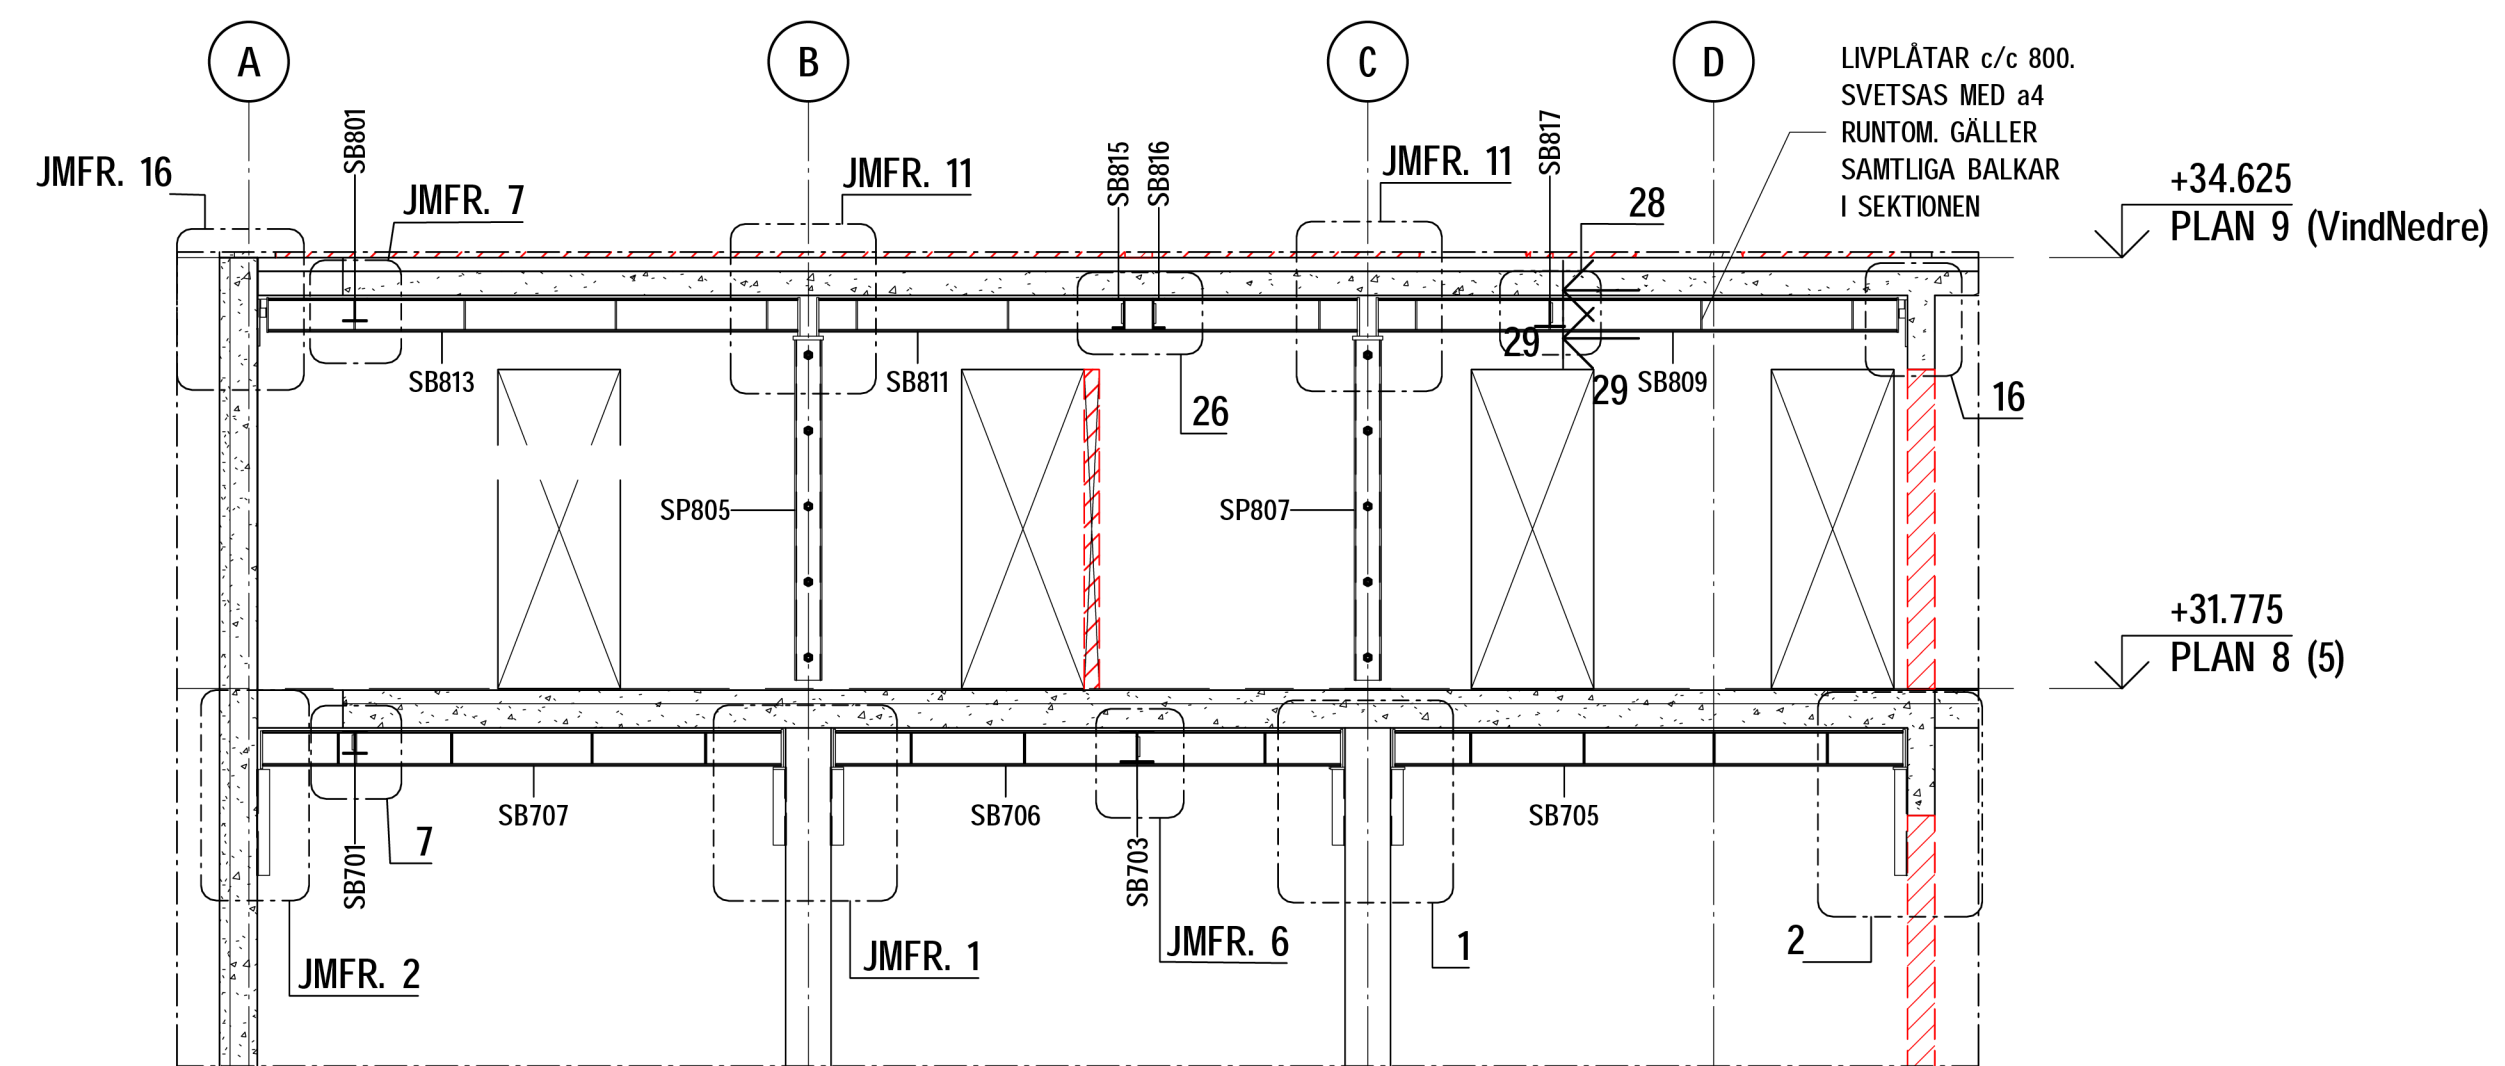 A
B
C
D
LIVPLÅTAR c/c 800.
SVETSAS MED a4
RUNTOM. GÄLLER
SAMTLIGA BALKAR
I SEKTIONEN
JMFR. 16
SB801
JMFR. 7
JMFR. 11
SB815
SB816
JMFR. 11
SB817
28
+34.625
PLAN 9 (VindNedre)
29
29
SB813
SB811
SB809
26
16
SP805
SP807
+31.775
PLAN 8 (5)
SB707
SB706
SB705
7
SB701
SB703
JMFR. 2
JMFR. 1
JMFR. 6
1
2